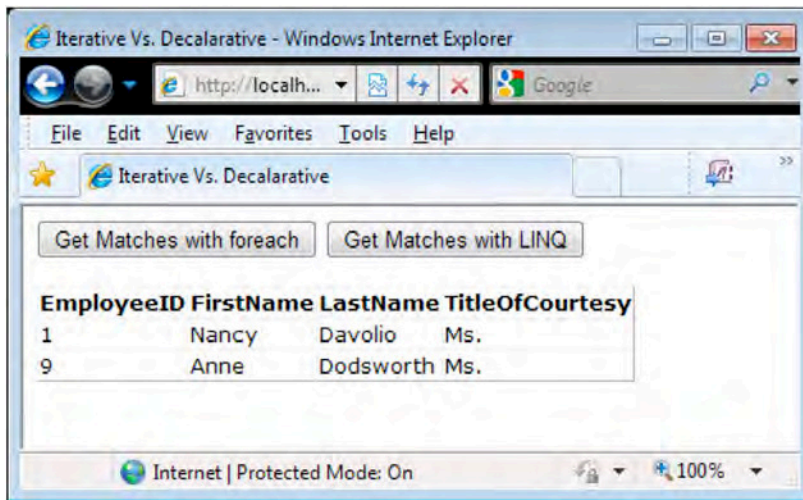 Iterative Vs. Decalarative - Windows Internet Explorer
http://localh...
Google
File Edit View Favorites Tools Help
Iterative Vs. Decalarative
Get Matches with foreach Get Matches with LINQ
EmployeeID FirstName LastName TitleOfCourtesy
1 Nancy Davolio Ms.
9 Anne Dodsworth Ms.
Internet | Protected Mode: On 100%